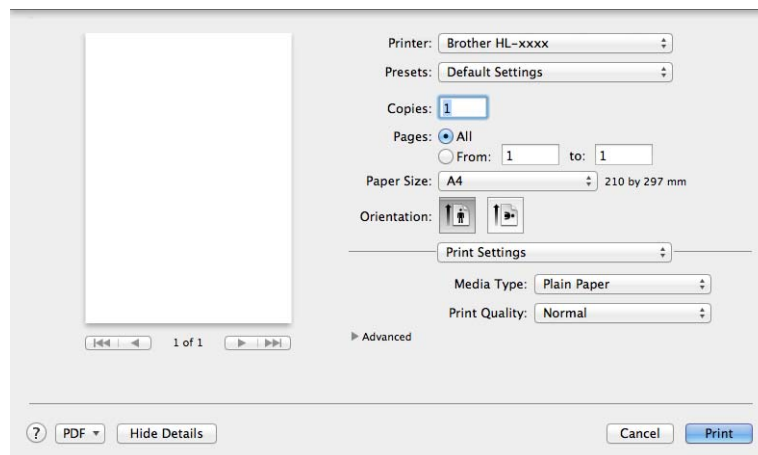 Printer: Brother HL-xxxx
Presets: Default Settings
Copies: 1
Pages: All
From: 1 to: 1
Paper Size: A4 210 by 297 mm
Orientation:
Print Settings
Media Type: Plain Paper
Print Quality: Normal
Advanced
1 of 1
? PDF Hide Details Cancel Print